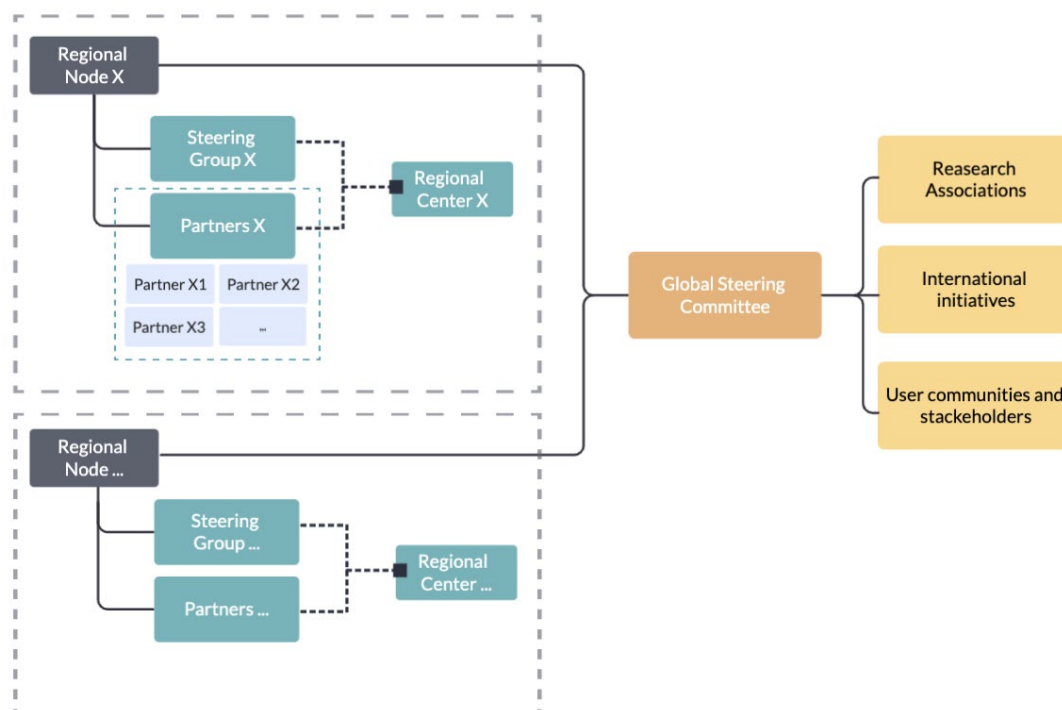 Regional
Node X
Steering
Group X
Regional
Center X
Partners X
Partner X1
Partner X2
Partner X3
...
Global Steering
Committee
Reasearch
Associations
International
initiatives
User communities and
stackeholders
Regional
Node ...
Steering
Group ...
Regional
Center ...
Partners ...